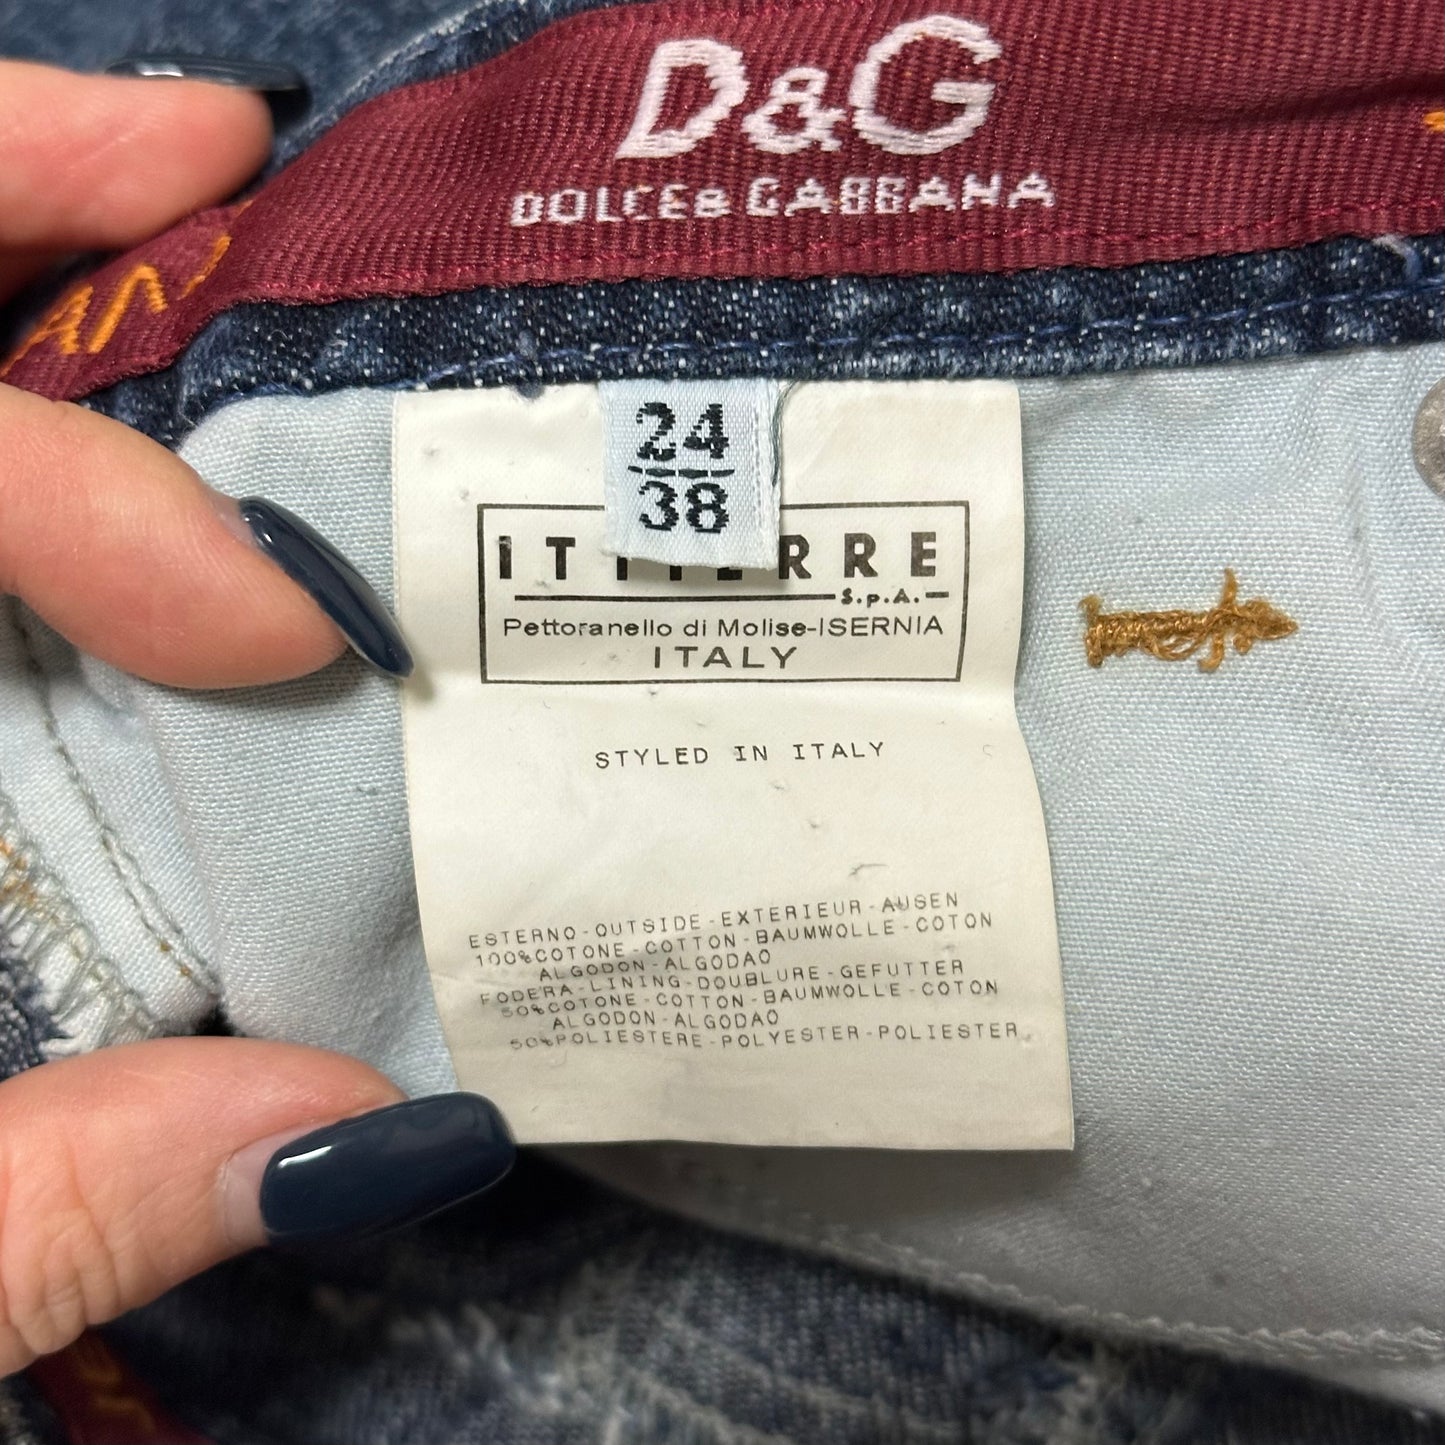 D&G
DOLCE & GABBANA
24
38
ITTIERRE
S.p.A.
Pettoranello di Molise-ISERNIA
ITALY
STYLED IN ITALY
ESTERNO-OUTSIDE-EXTERIEUR-AUSEN
100%COTONE-COTTON-BAUMWOLLE-COTON
ALGODON-ALGODAO
FODERA-LINING-DOUBLURE-GEFUTTER
50%COTONE-COTTON-BAUMWOLLE-COTON
ALGODON-ALGODAO
50%POLIESTERE-POLYESTER-POLIESTER